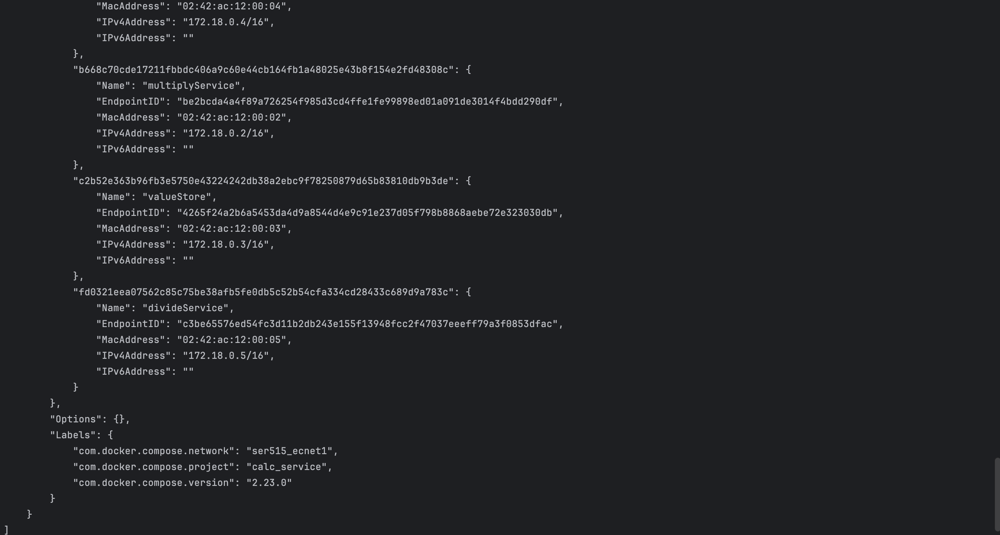 "MacAddress": "02:42:ac:12:00:04",
"IPv4Address": "172.18.0.4/16",
"IPv6Address": ""
},
"b668c70cde17211fbbdc406a9c60e44cb164fb1a48025e43b8f154e2fd48308c": {
"Name": "multiplyService",
"EndpointID": "be2bcda4a4f89a726254f985d3cd4ffe1fe99898ed01a091de3014f4bdd290df",
"MacAddress": "02:42:ac:12:00:02",
"IPv4Address": "172.18.0.2/16",
"IPv6Address": ""
},
"c2b52e363b96fb3e5750e43224242db38a2ebc9f78250879d65b83810db9b3de": {
"Name": "valueStore",
"EndpointID": "4265f24a2b6a5453da4d9a8544d4e9c91e237d05f798b8868aebe72e323030db",
"MacAddress": "02:42:ac:12:00:03",
"IPv4Address": "172.18.0.3/16",
"IPv6Address": ""
},
"fd0321eea07562c85c75be38afb5fe0db5c52b54cfa334cd28433c689d9a783c": {
"Name": "divideService",
"EndpointID": "c3be65576ed54fc3d11b2db243e155f13948fcc2f47037eeeff79a3f0853dfac",
"MacAddress": "02:42:ac:12:00:05",
"IPv4Address": "172.18.0.5/16",
"IPv6Address": ""
}
},
"Options": {},
"Labels": {
"com.docker.compose.network": "ser515_ecnet1",
"com.docker.compose.project": "calc_service",
"com.docker.compose.version": "2.23.0"
}
}
]